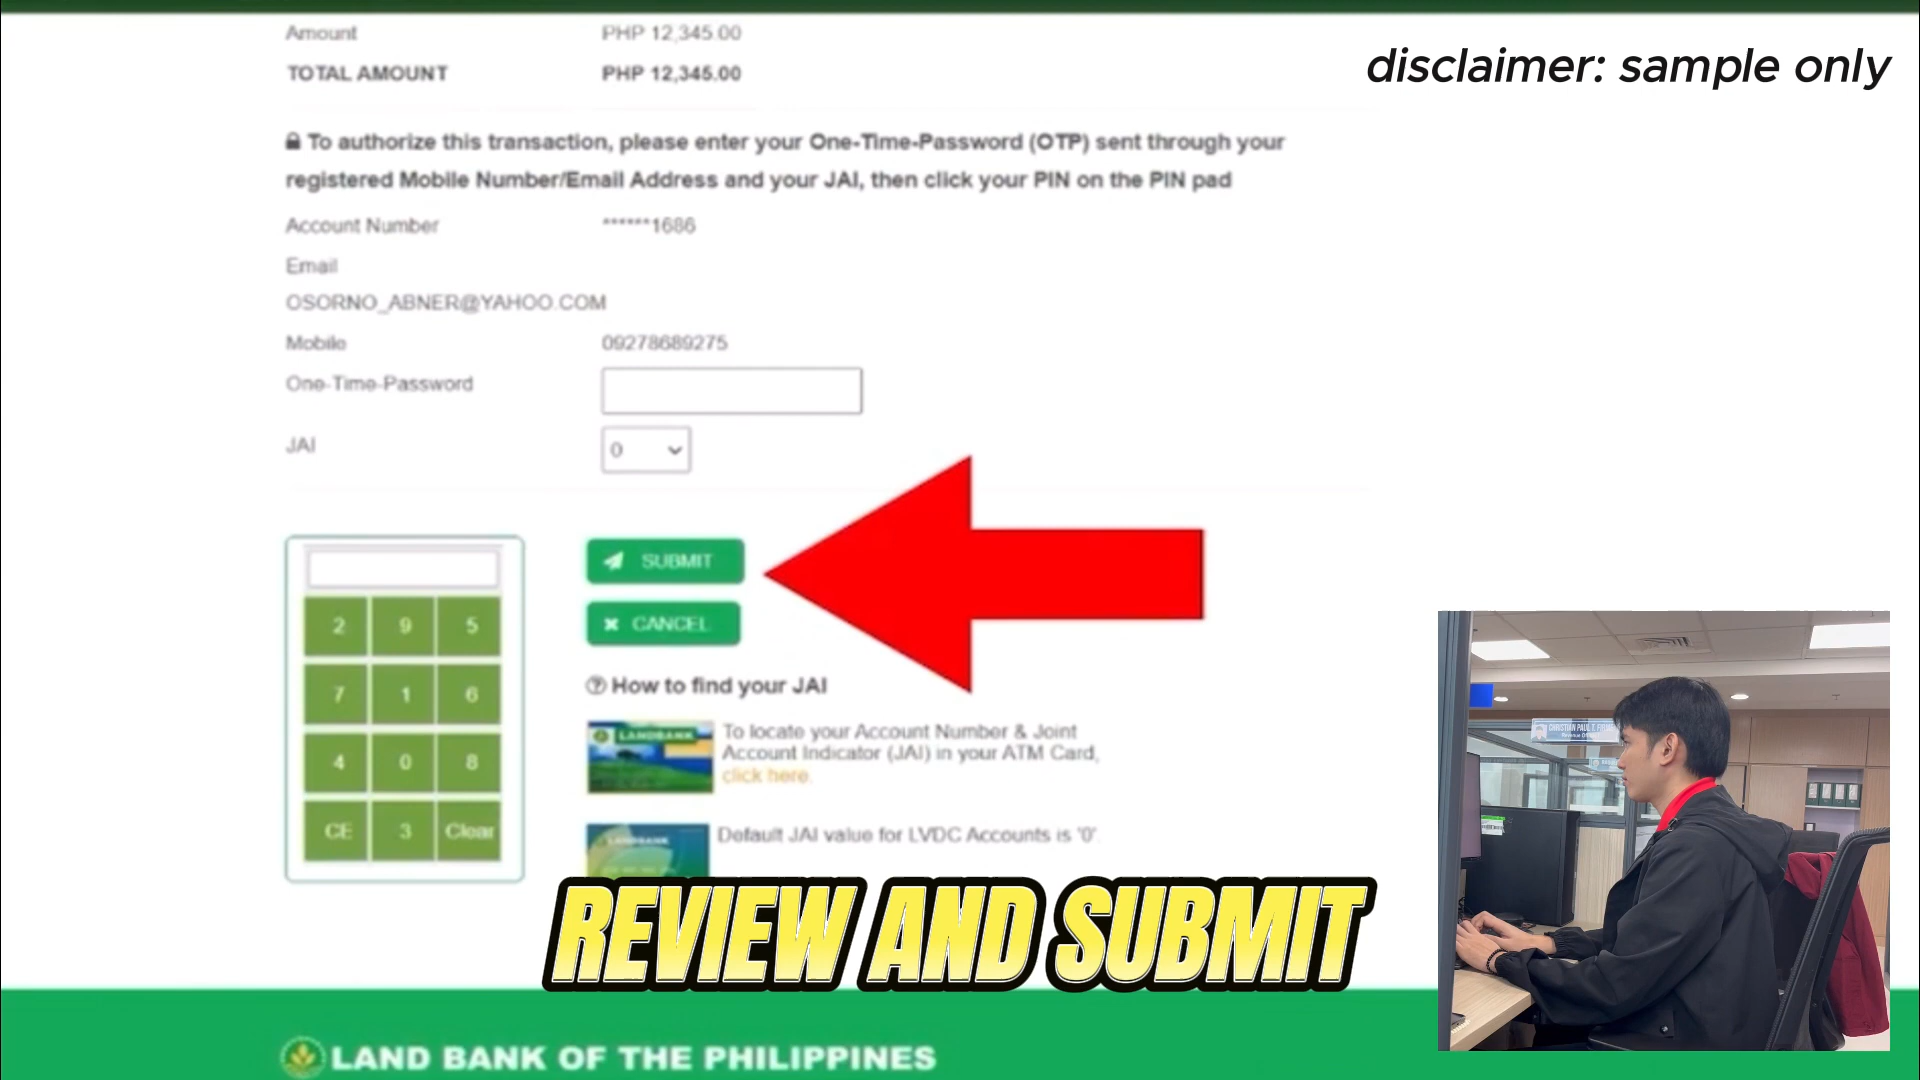 Amount PHP 12,345.00
TOTAL AMOUNT PHP 12,345.00
disclaimer: sample only
To authorize this transaction, please enter your One-Time-Password (OTP) sent through your
registered Mobile Number/Email Address and your JAI, then click your PIN on the PIN pad
Account Number ******1686
Email
OSORNO_ABNER@YAHOO.COM
Mobile 09278689275
One-Time-Password
JAI 0
SUBMIT
CANCEL
2 9 5
7 1 6
4 0 8
CE 3 Clear
How to find your JAI
LANDBANK
To locate your Account Number & Joint
Account Indicator (JAI) in your ATM Card,
click here.
LANDBANK
Default JAI value for LVDC Accounts is '0'.
REVIEW AND SUBMIT
CHRISTIAN PAUL T.
LAND BANK OF THE PHILIPPINES